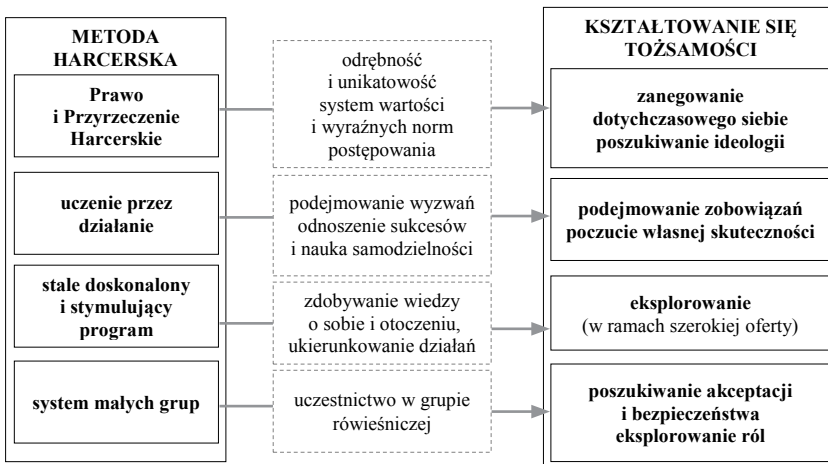 METODA
HARCERSKA
Prawo
i Przyrzeczenie
Harcerskie
uczenie przez
działanie
stale doskonalony
i stymulujący
program
system małych grup
odrębność
i unikatowość
system wartości
i wyraźnych norm
postępowania
podejmowanie wyzwań
odnoszenie sukcesów
i nauka samodzielności
zdobywanie wiedzy
o sobie i otoczeniu,
ukierunkowanie działań
uczestnictwo w grupie
rówieśniczej
KSZTAŁTOWANIE SIĘ
TOŻSAMOŚCI
zanegowanie
dotychczasowego siebie
poszukiwanie ideologii
podejmowanie zobowiązań
poczucie własnej skuteczności
eksplorowanie
(w ramach szerokiej oferty)
poszukiwanie akceptacji
i bezpieczeństwa
eksplorowanie ról